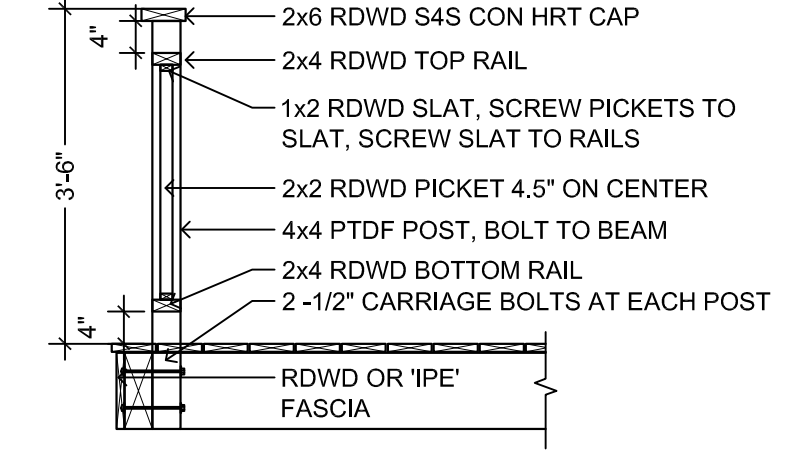 2x6 RDWD S4S CON HRT CAP
4"
2x4 RDWD TOP RAIL
1x2 RDWD SLAT, SCREW PICKETS TO
SLAT, SCREW SLAT TO RAILS
3'-6"
2x2 RDWD PICKET 4.5" ON CENTER
4x4 PTDF POST, BOLT TO BEAM
2x4 RDWD BOTTOM RAIL
2 -1/2" CARRIAGE BOLTS AT EACH POST
4"
RDWD OR 'IPE'
FASCIA